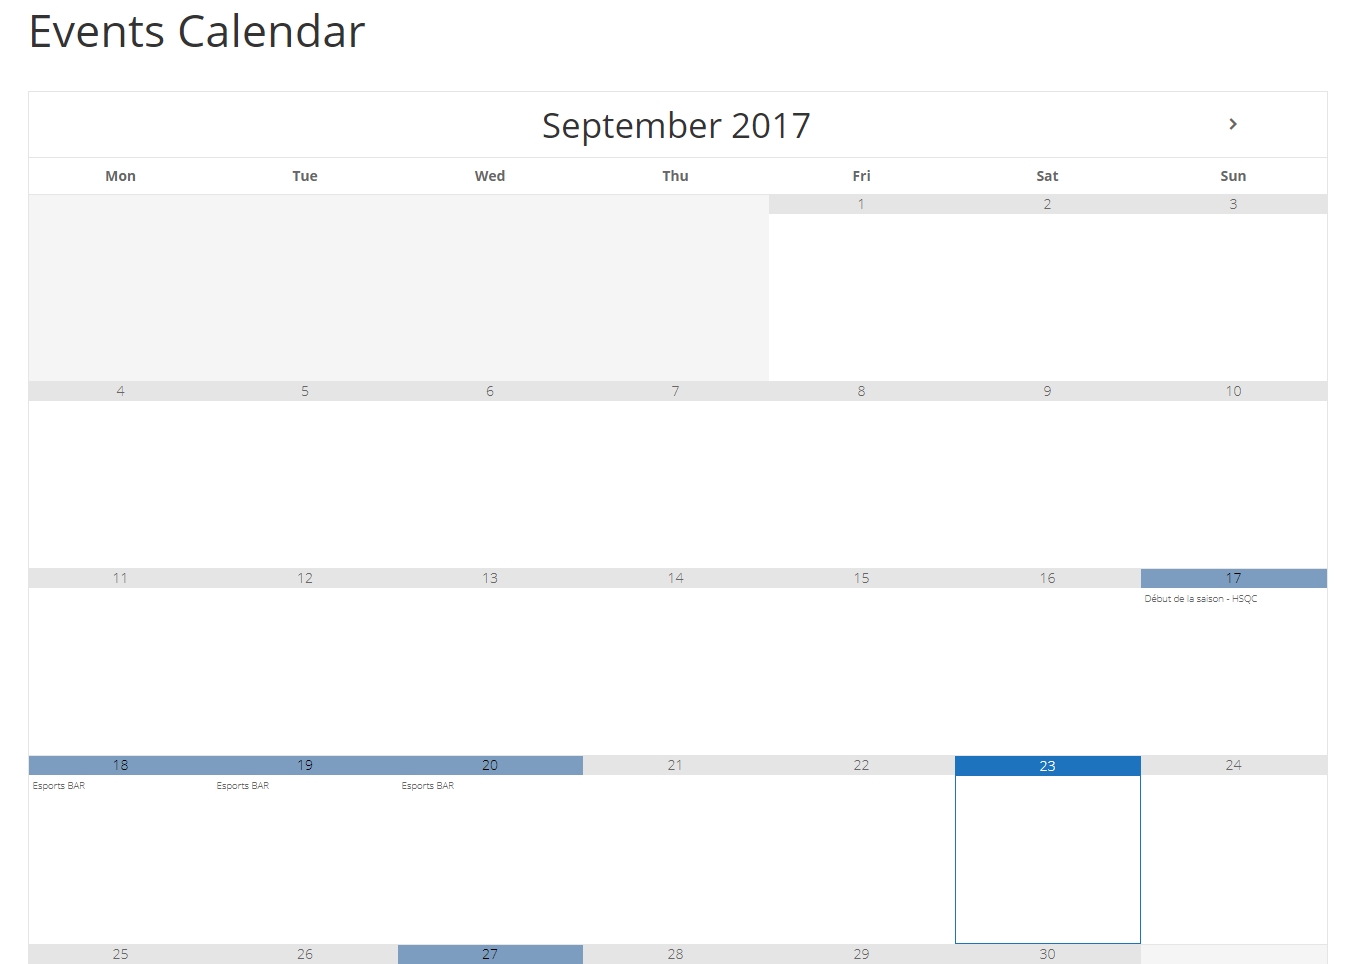 Events Calendar
September 2017
Mon Tue Wed Thu Fri Sat Sun
1 2 3
4 5 6 7 8 9 10
11 12 13 14 15 16 17
Début de la saison - HSQC
18 19 20 21 22 23 24
Esports BAR Esports BAR Esports BAR
25 26 27 28 29 30